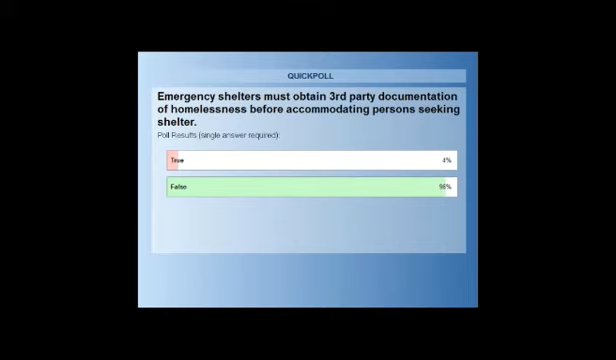 QUICKPOLL
Emergency shelters must obtain 3rd party documentation
of homelessness before accommodating persons seeking
shelter.
Poll Results (single answer required):
True 4%
False 96%